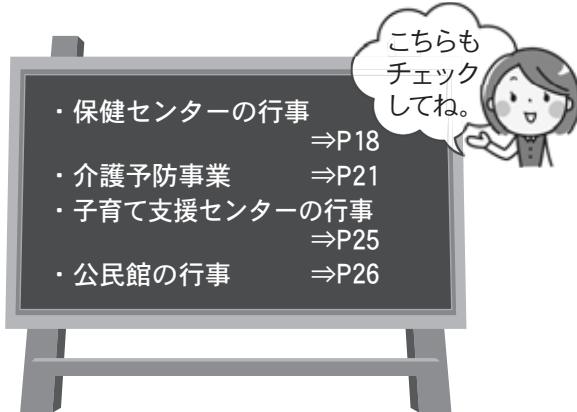 こちらも
チェック
してね。
・保健センターの行事
⇒P18
・介護予防事業 ⇒P21
・子育て支援センターの行事
⇒P25
・公民館の行事 ⇒P26